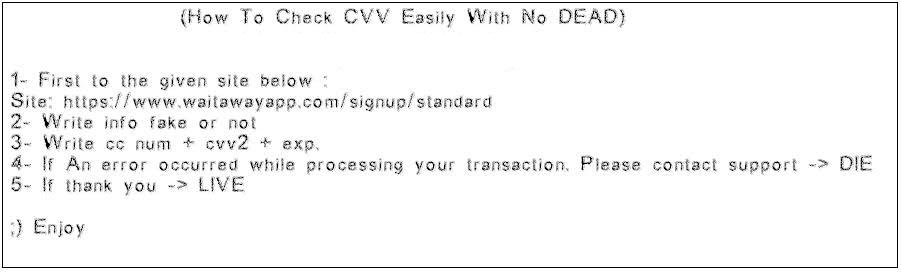 (How To Check CVV Easily With No DEAD)
1- First to the given site below :
Site: https://www.waitawayapp.com/signup/standard
2- Write info fake or not
3- Write cc num + cvv2 + exp.
4- If An error occurred while processing your transaction. Please contact support -> DIE
5- If thank you -> LIVE
;) Enjoy